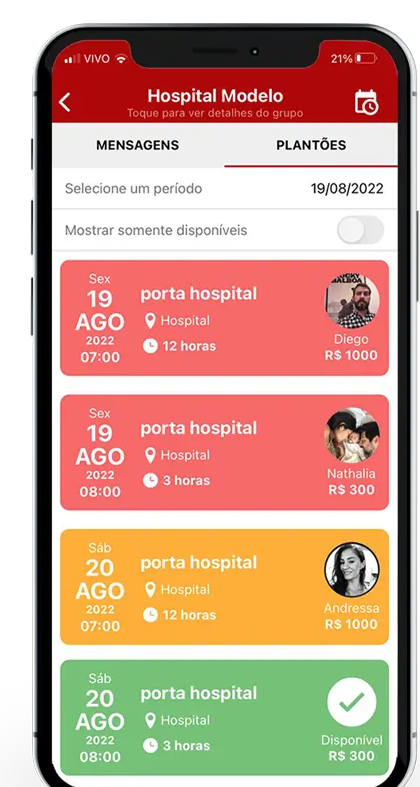 VIVO 21%
Hospital Modelo
Toque para ver detalhes do grupo
MENSAGENS PLANTÕES
Selecione um período 19/08/2022
Mostrar somente disponíveis
Sex
19
AGO
2022
07:00
porta hospital
Hospital
12 horas
Diego
R$ 1000
Sex
19
AGO
2022
08:00
porta hospital
Hospital
3 horas
Nathalia
R$ 300
Sáb
20
AGO
2022
07:00
porta hospital
Hospital
12 horas
Andressa
R$ 1000
Sáb
20
AGO
2022
08:00
porta hospital
Hospital
3 horas
Disponível
R$ 300